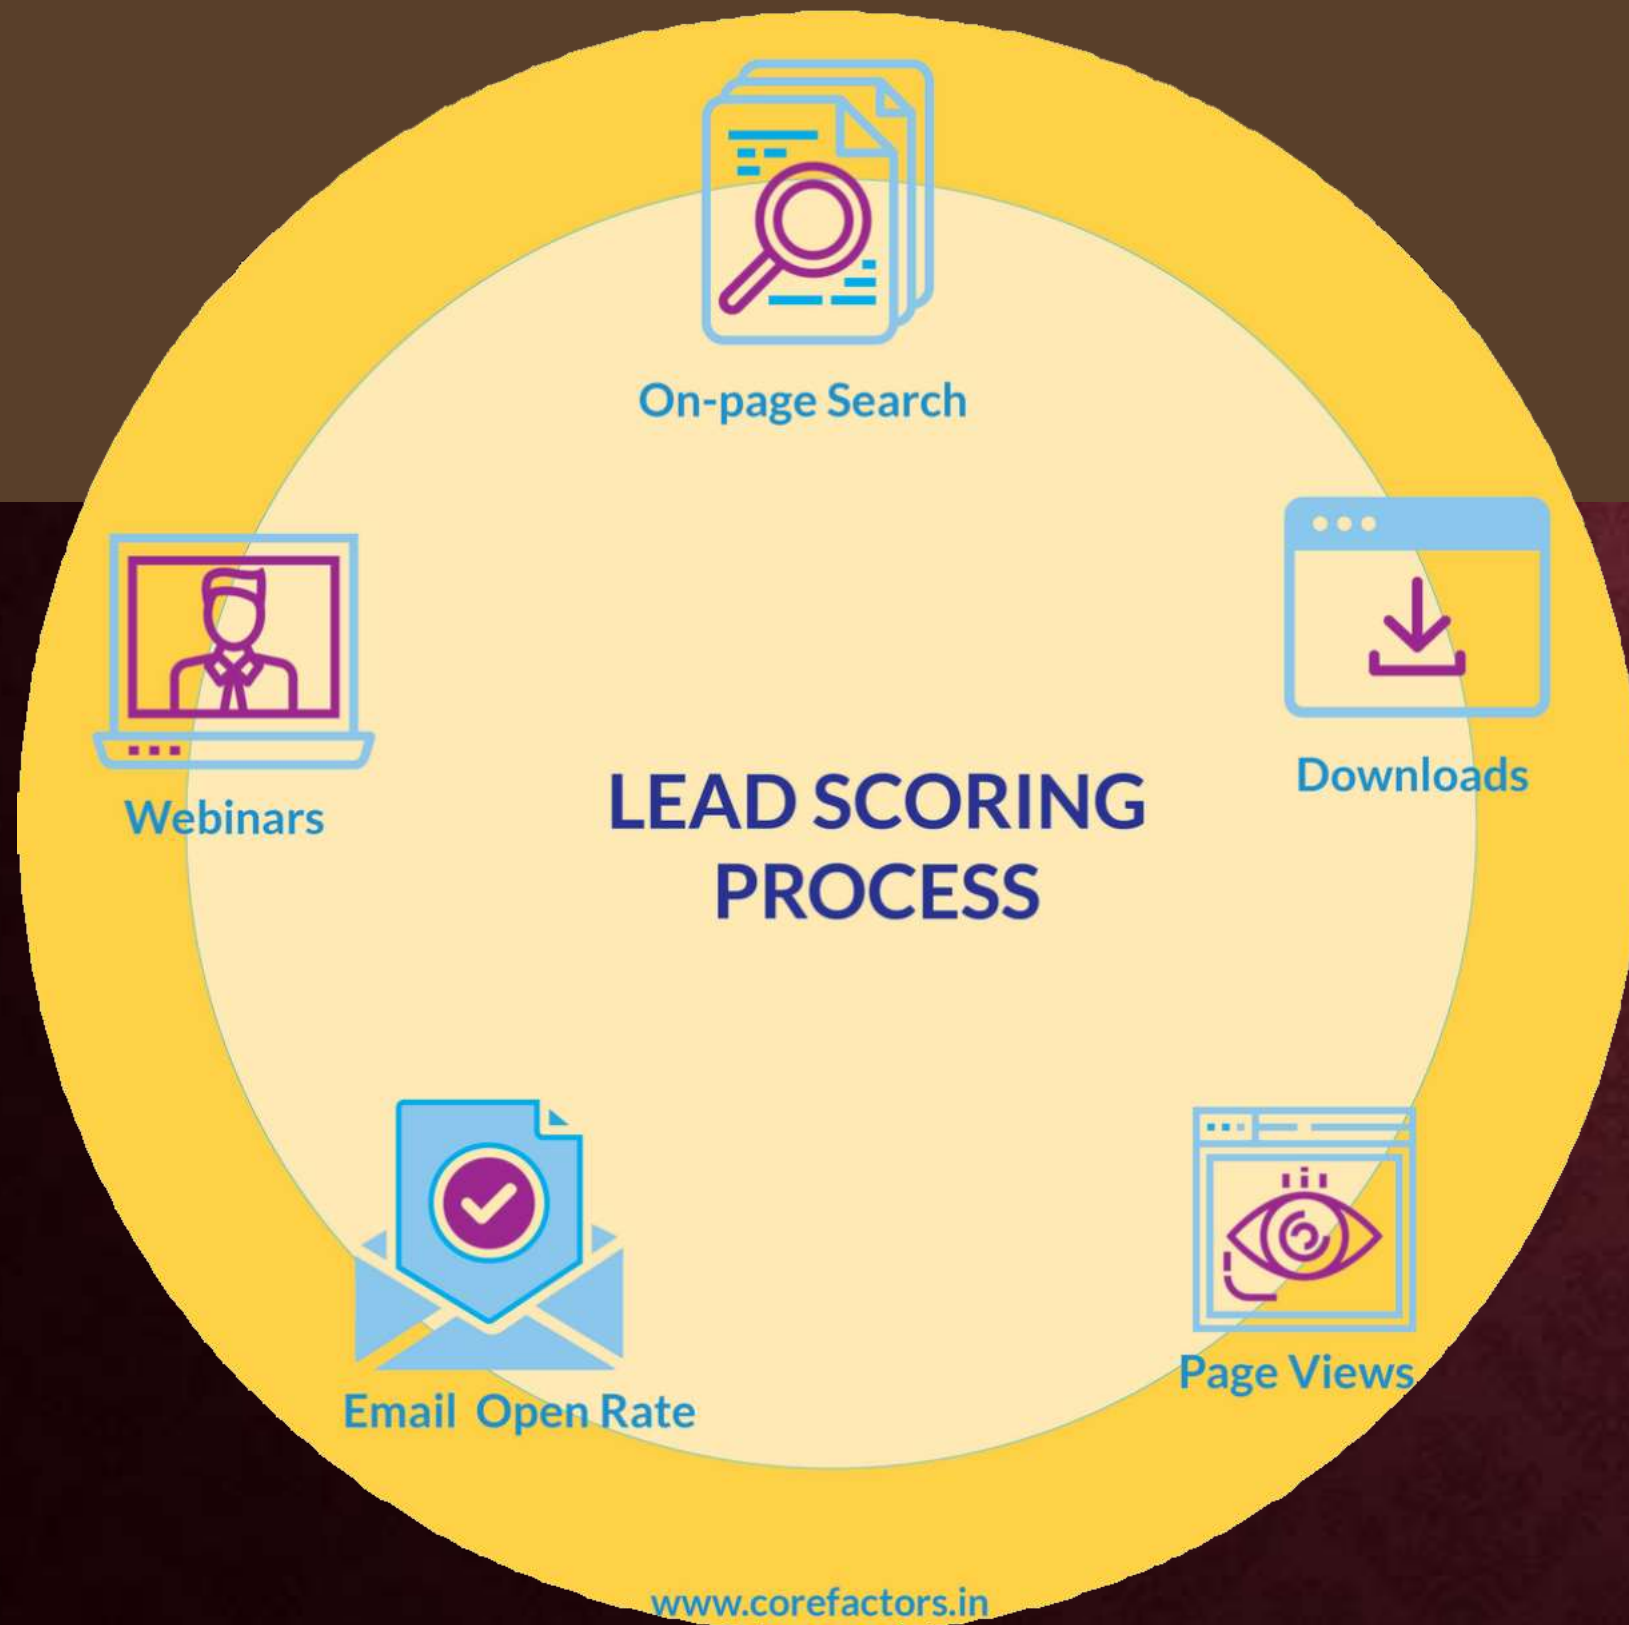 On-page Search
Downloads
Webinars
LEAD SCORING
PROCESS
Page Views
Email Open Rate
www.corefactors.in